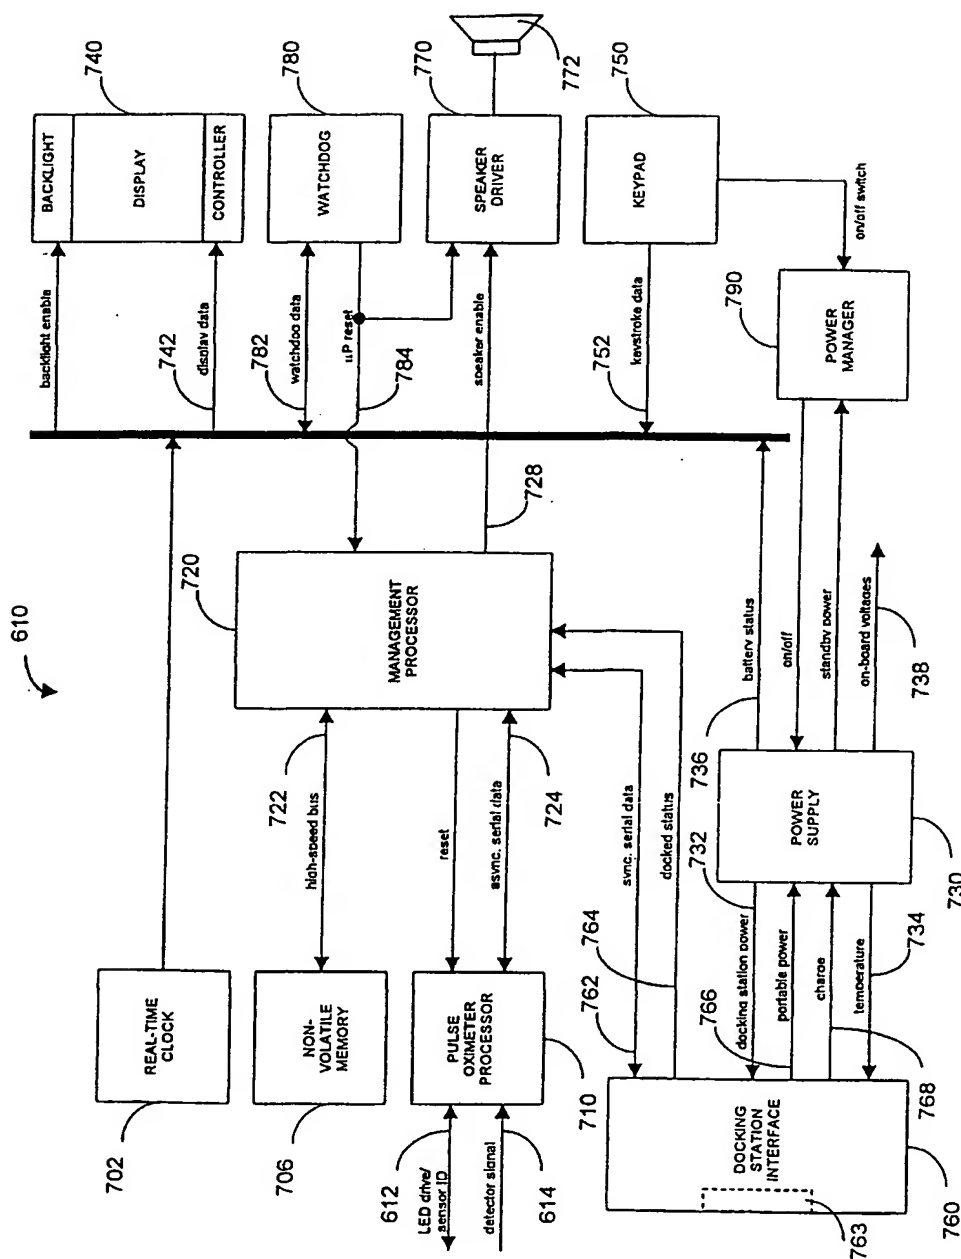 610
740
BACKLIGHT
DISPLAY
CONTROLLER
780
WATCHDOG
770
SPEAKER
DRIVER
772
750
KEYPAD
backlight enable
display data
742
watchdog data
782
uP reset
784
speaker enable
keystroke data
752
on/off switch
790
POWER
MANAGER
720
MANAGEMENT
PROCESSOR
728
high-speed bus
722
reset
async. serial data
724
sync. serial data
762
docked status
764
battery status
736
on/off
standby power
on-board voltages
738
POWER
SUPPLY
730
docking station power
732
portable power
766
charge
768
temperature
734
REAL-TIME
CLOCK
702
NON-
VOLATILE
MEMORY
706
PULSE
OXIMETER
PROCESSOR
710
LED drive/
sensor ID
612
detector signal
614
DOCKING
STATION
INTERFACE
760
763